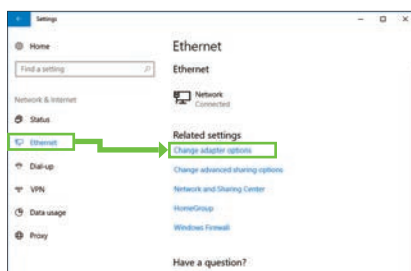 Settings
Home
Ethernet
Find a setting
Ethernet
Network & Internet
Network
Connected
Status
Ethernet
Related settings
Change adapter options
Dial-up
Change advanced sharing options
VPN
Network and Sharing Center
Data usage
HomeGroup
Proxy
Windows Firewall
Have a question?